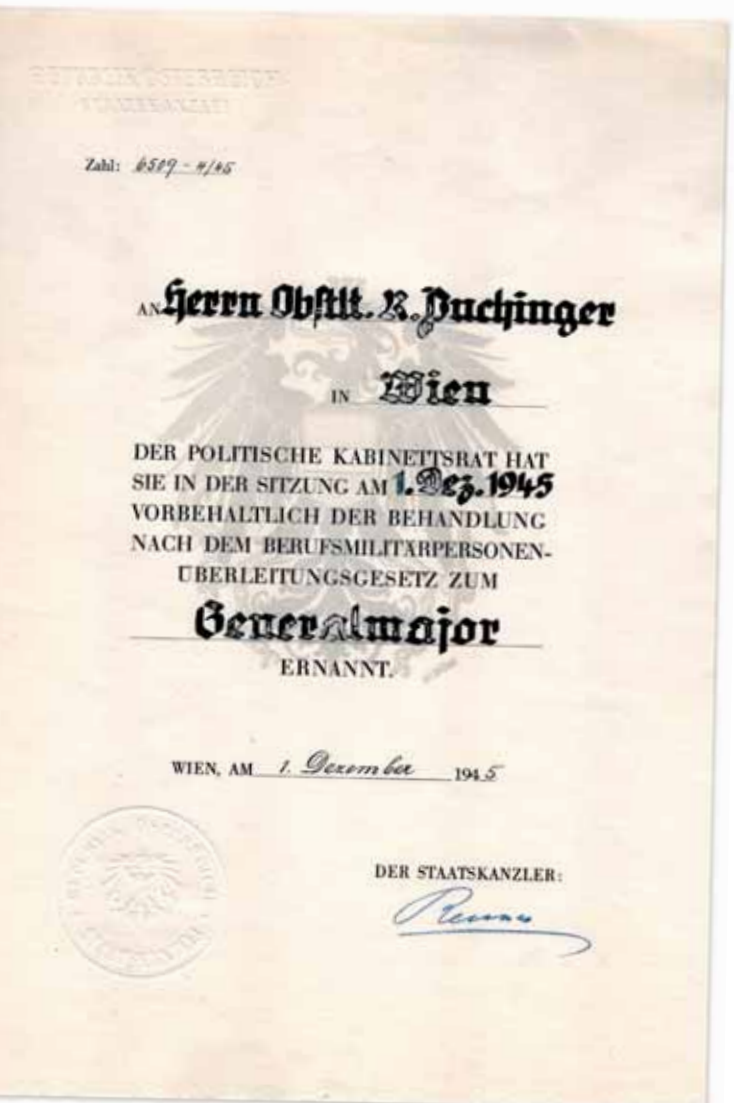 Zahl: 6509-4/45
AN Herrn Obstlt. R. Puchinger
IN Wien
DER POLITISCHE KABINETTSRAT HAT
SIE IN DER SITZUNG AM 1. Dez. 1945
VORBEHALTLICH DER BEHANDLUNG
NACH DEM BERUFSMILITÄRPERSONEN-
ÜBERLEITUNGSGESETZ ZUM
Generalmajor
ERNANNT.
WIEN, AM 1. Dezember 1945
DER STAATSKANZLER:
Renner